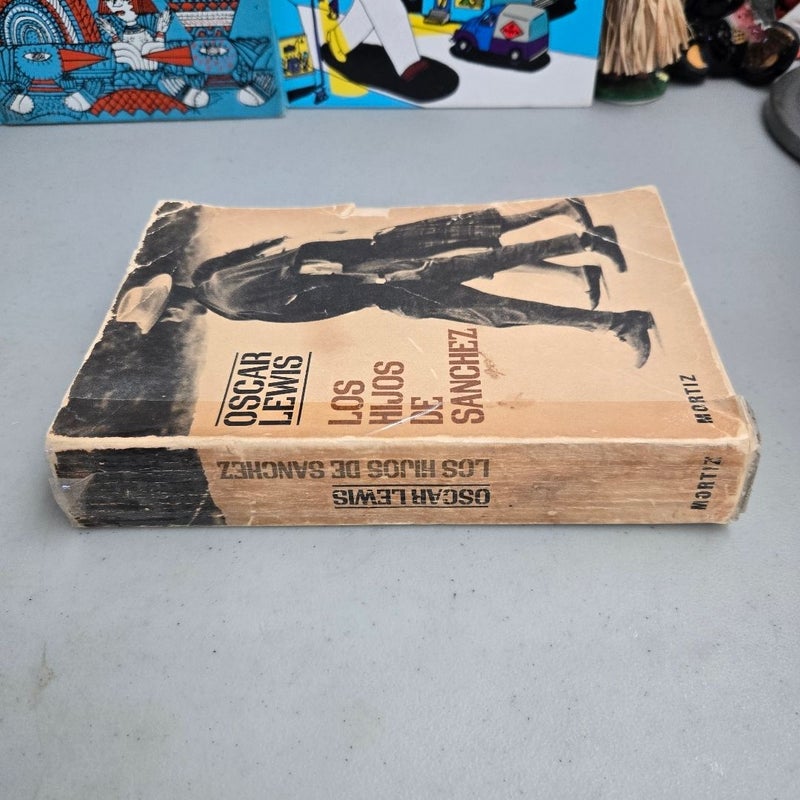 OSCAR
LEWIS
LOS
HIJOS
DE
SANCHEZ
MORTIZ
OSCAR LEWIS
LOS HIJOS DE SANCHEZ
MORTIZ